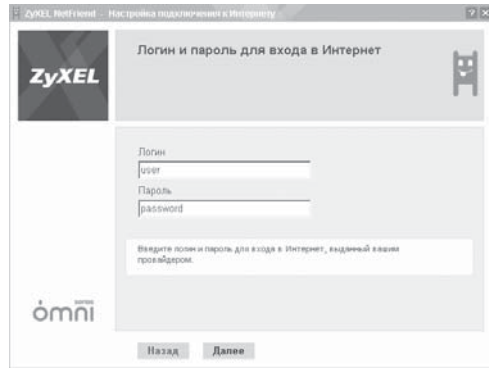 ZyXEL NetFriend - Настройка подключения к Интернету
ZyXEL
Логин и пароль для входа в Интернет
Логин
user
Пароль
password
Введите логин и пароль для входа в Интернет, выданный вашим
провайдером.
omni
Назад
Далее